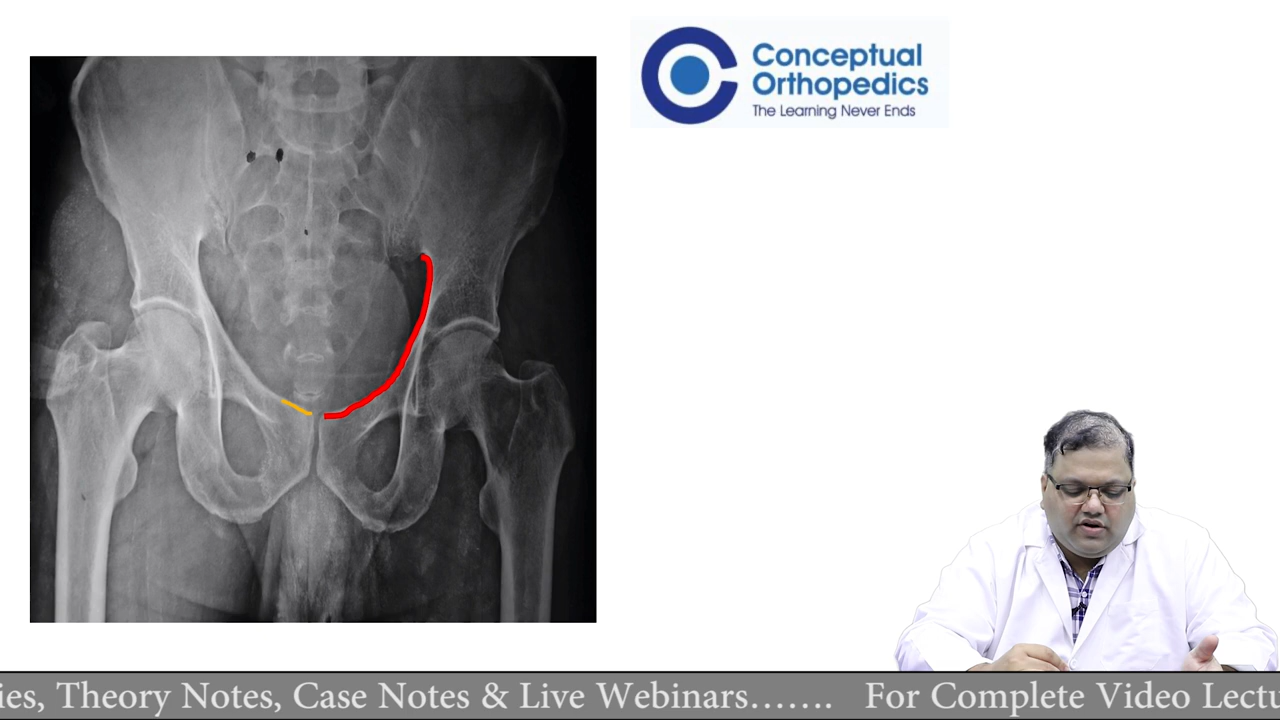 Conceptual
Orthopedics
The Learning Never Ends
ies, Theory Notes, Case Notes & Live Webinars....... For Complete Video Lectu